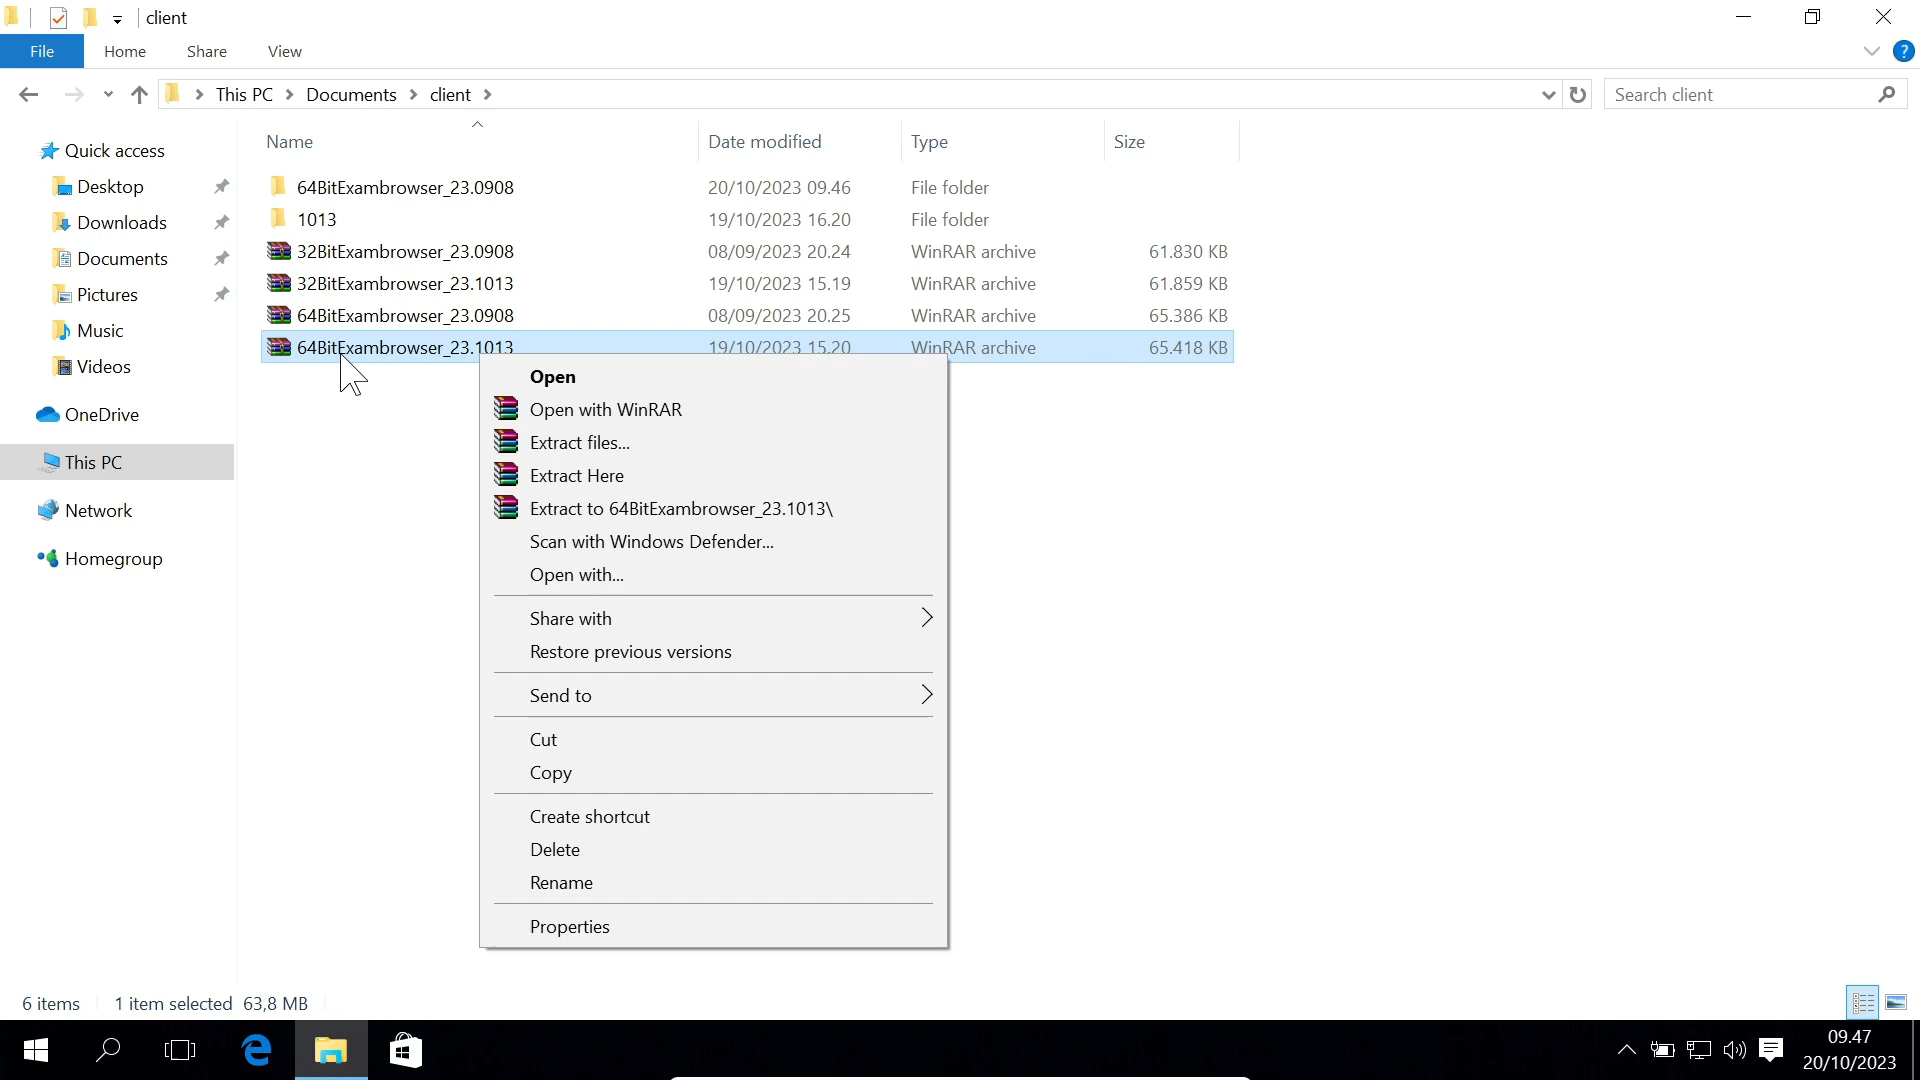 client
File
Home
Share
View
?
This PC
Documents
client
Search client
Quick access
Desktop
Downloads
Documents
Pictures
Music
Videos
OneDrive
This PC
Network
Homegroup
Name
Date modified
Type
Size
64BitExambrowser_23.0908
20/10/2023 09.46
File folder
1013
19/10/2023 16.20
File folder
32BitExambrowser_23.0908
08/09/2023 20.24
WinRAR archive
61.830 KB
32BitExambrowser_23.1013
19/10/2023 15.19
WinRAR archive
61.859 KB
64BitExambrowser_23.0908
08/09/2023 20.25
WinRAR archive
65.386 KB
64BitExambrowser_23.1013
19/10/2023 15.20
WinRAR archive
65.418 KB
Open
Open with WinRAR
Extract files...
Extract Here
Extract to 64BitExambrowser_23.1013\
Scan with Windows Defender...
Open with...
Share with
Restore previous versions
Send to
Cut
Copy
Create shortcut
Delete
Rename
Properties
6 items
1 item selected 63,8 MB
09.47
20/10/2023